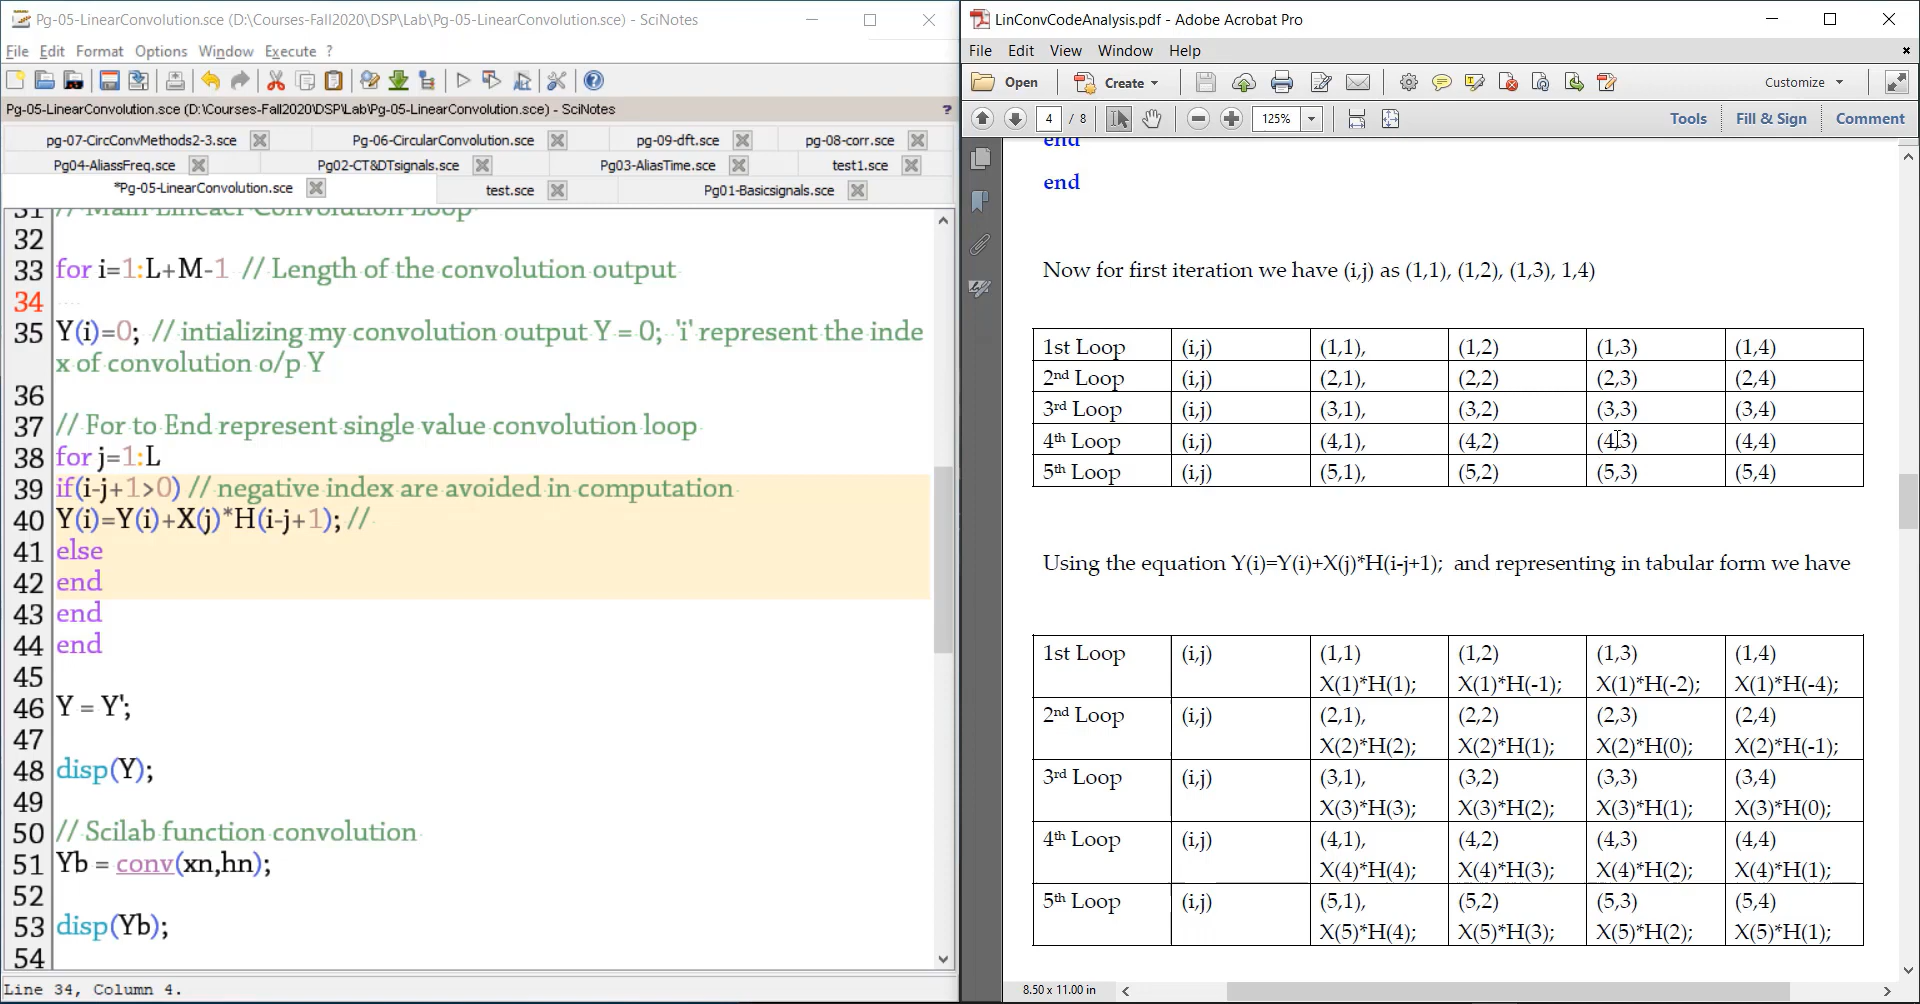 Pg-05-LinearConvolution.sce (D:\Courses-Fall2020\DSP\Lab\Pg-05-LinearConvolution.sce) - SciNotes
File Edit Format Options Window Execute ?
Pg-05-LinearConvolution.sce (D:\Courses-Fall2020\DSP\Lab\Pg-05-LinearConvolution.sce) - SciNotes ?
pg-07-CircConvMethods2-3.sce Pg-06-CircularConvolution.sce pg-09-dft.sce pg-08-corr.sce
Pg04-AliassFreq.sce Pg02-CT&DTsignals.sce Pg03-AliasTime.sce test1.sce
*Pg-05-LinearConvolution.sce test.sce Pg01-Basicsignals.sce
31 // Main Lineaer Convolution Loop
32
33 for i=1:L+M-1 // Length of the convolution output
34
35 Y(i)=0; // intializing my convolution output Y = 0; 'i' represent the inde
x of convolution o/p Y
36
37 // For to End represent single value convolution loop
38 for j=1:L
39 if(i-j+1>0) // negative index are avoided in computation
40 Y(i)=Y(i)+X(j)*H(i-j+1); //
41 else
42 end
43 end
44 end
45
46 Y = Y';
47
48 disp(Y);
49
50 // Scilab function convolution
51 Yb = conv(xn,hn);
52
53 disp(Yb);
54
Line 34, Column 4.
LinConvCodeAnalysis.pdf - Adobe Acrobat Pro
File Edit View Window Help
Open Create Customize
4 / 8 125% Tools Fill & Sign Comment
end
end
Now for first iteration we have (i,j) as (1,1), (1,2), (1,3), 1,4)
1st Loop (i,j) (1,1), (1,2) (1,3) (1,4)
2nd Loop (i,j) (2,1), (2,2) (2,3) (2,4)
3rd Loop (i,j) (3,1), (3,2) (3,3) (3,4)
4th Loop (i,j) (4,1), (4,2) (4,3) (4,4)
5th Loop (i,j) (5,1), (5,2) (5,3) (5,4)
Using the equation Y(i)=Y(i)+X(j)*H(i-j+1); and representing in tabular form we have
1st Loop (i,j) (1,1) (1,2) (1,3) (1,4)
X(1)*H(1); X(1)*H(-1); X(1)*H(-2); X(1)*H(-4);
2nd Loop (i,j) (2,1), (2,2) (2,3) (2,4)
X(2)*H(2); X(2)*H(1); X(2)*H(0); X(2)*H(-1);
3rd Loop (i,j) (3,1), (3,2) (3,3) (3,4)
X(3)*H(3); X(3)*H(2); X(3)*H(1); X(3)*H(0);
4th Loop (i,j) (4,1), (4,2) (4,3) (4,4)
X(4)*H(4); X(4)*H(3); X(4)*H(2); X(4)*H(1);
5th Loop (i,j) (5,1), (5,2) (5,3) (5,4)
X(5)*H(4); X(5)*H(3); X(5)*H(2); X(5)*H(1);
8.50 x 11.00 in